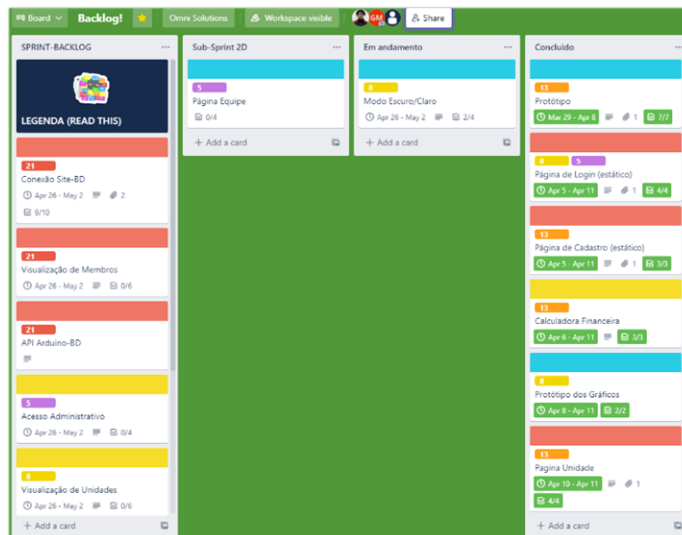 Board
Backlog!
Omni Solutions
Workspace visible
GM
Share
SPRINT-BACKLOG
LEGENDA (READ THIS)
21
Conexão Site-BD
Apr 26 - May 2
2
9/10
21
Visualização de Membros
Apr 26 - May 2
0/6
21
API Arduino-BD
5
Acesso Administrativo
Apr 26 - May 2
0/4
8
Visualização de Unidades
Apr 26 - May 2
0/6
+ Add a card
Sub-Sprint 2D
5
Página Equipe
0/4
+ Add a card
Em andamento
8
Modo Escuro/Claro
Apr 26 - May 2
2/4
+ Add a card
Concluído
13
Protótipo
Mar 29 - Apr 8
1
7/7
8
5
Página de Login (estático)
Apr 5 - Apr 11
1
4/4
13
Página de Cadastro (estático)
Apr 5 - Apr 11
1
3/3
13
Calculadora Financeira
Apr 6 - Apr 11
3/3
8
Protótipo dos Gráficos
Apr 8 - Apr 11
2/2
13
Pagina Unidade
Apr 10 - Apr 11
1
4/4
+ Add a card